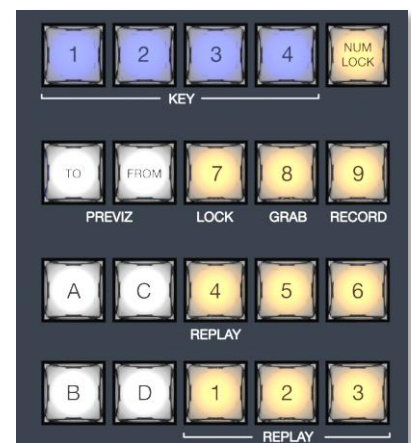 1 2 3 4 NUM LOCK
KEY
TO FROM 7 8 9
PREVIZ LOCK GRAB RECORD
A C 4 5 6
REPLAY
B D 1 2 3
REPLAY